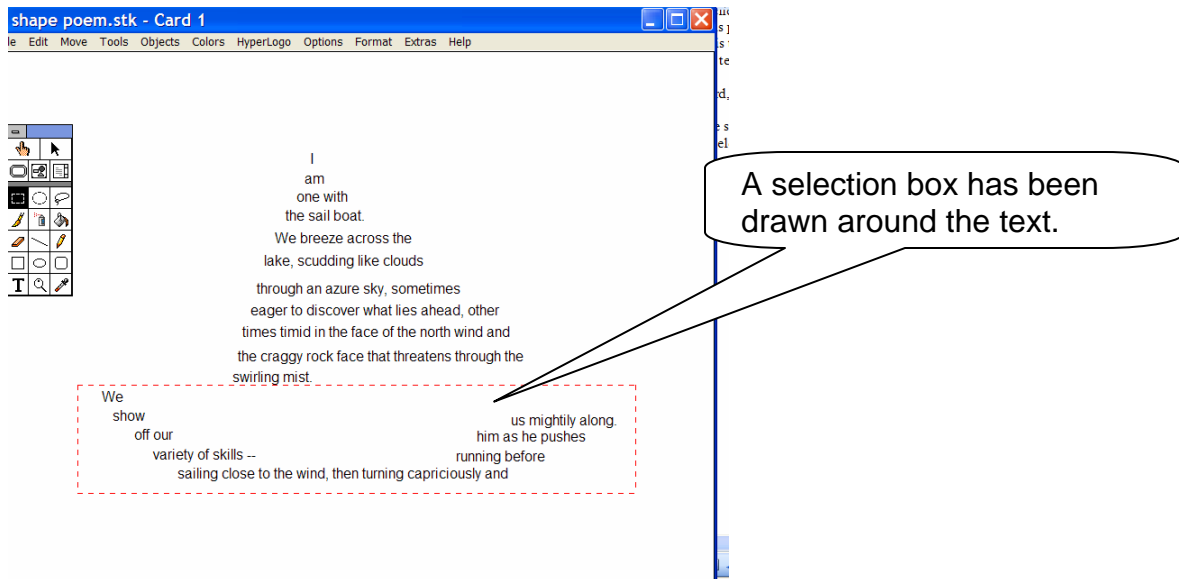 shape poem.stk - Card 1
le Edit Move Tools Objects Colors HyperLogo Options Format Extras Help
I
am
one with
the sail boat.
We breeze across the
lake, scudding like clouds
through an azure sky, sometimes
eager to discover what lies ahead, other
times timid in the face of the north wind and
the craggy rock face that threatens through the
swirling mist.
We
show
us mightily along.
off our
him as he pushes
variety of skills --
running before
sailing close to the wind, then turning capriciously and
T
A selection box has been
drawn around the text.